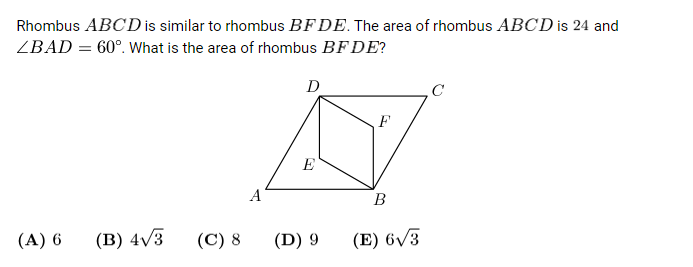 Rhombus ABCD is similar to rhombus BFDE. The area of rhombus ABCD is 24 and
∠BAD = 60°. What is the area of rhombus BFDE?
D
C
F
E
A
B
(A) 6 (B) 4√3 (C) 8 (D) 9 (E) 6√3